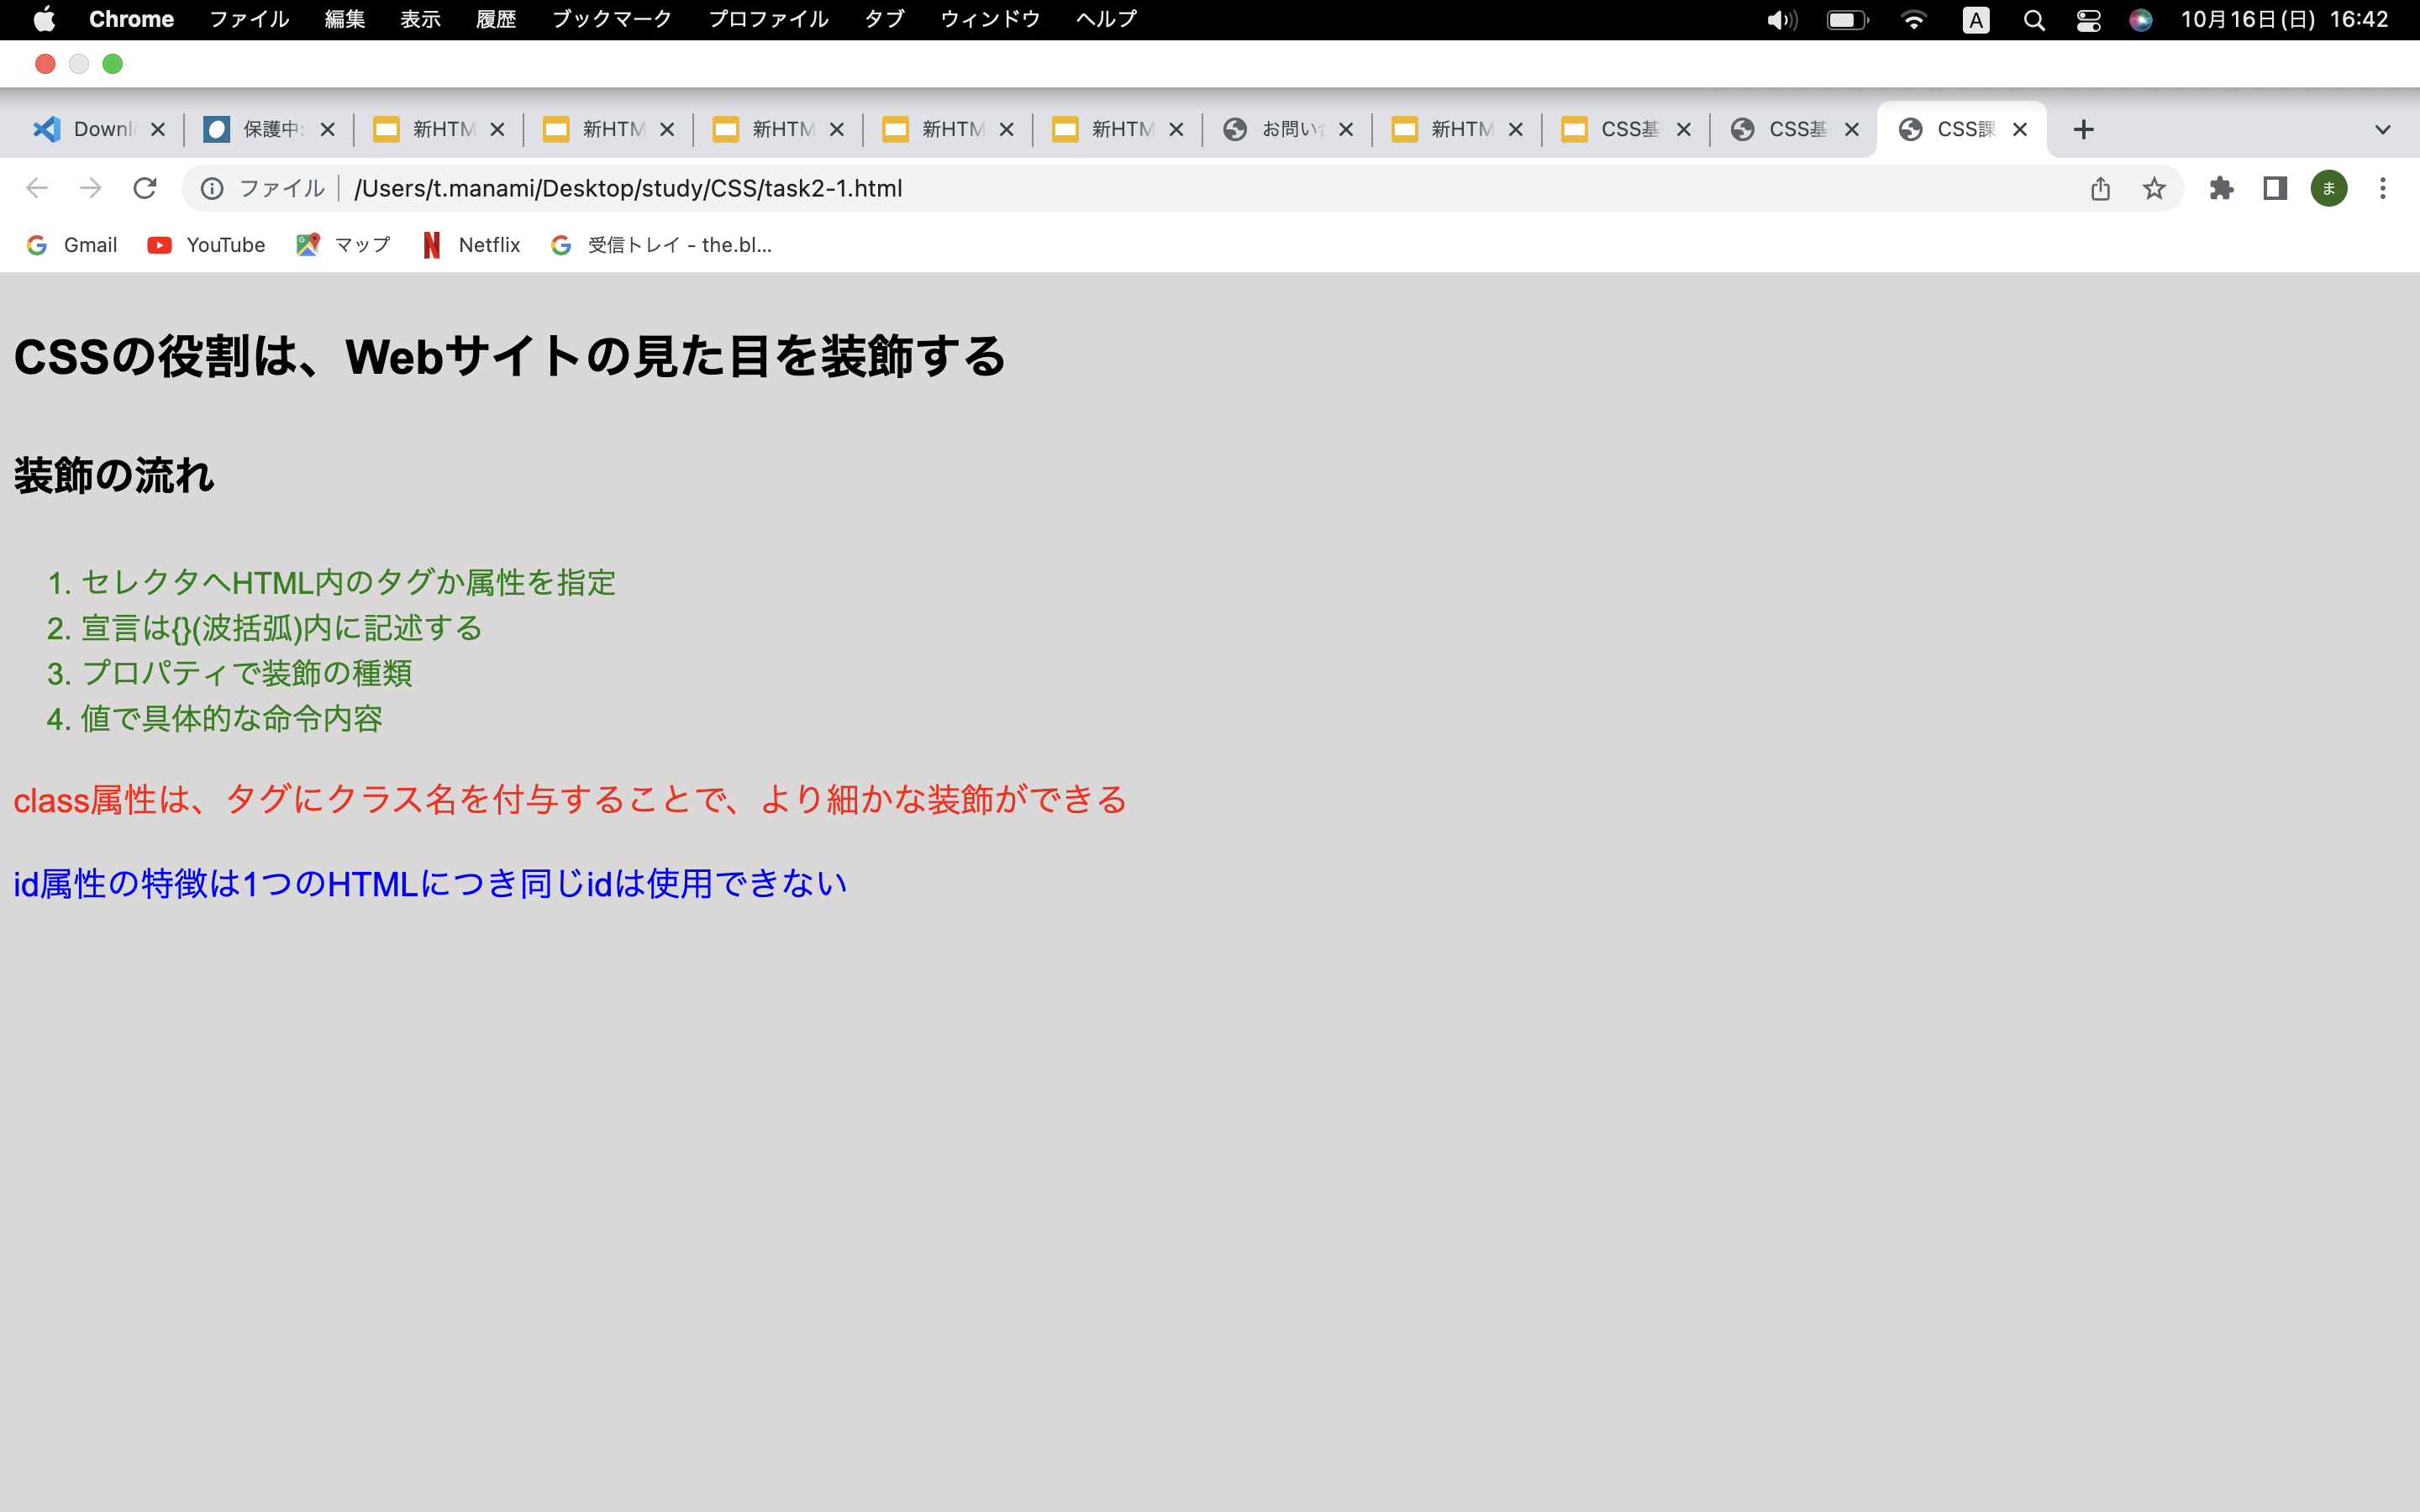 Chrome ファイル 編集 表示 履歴 ブックマーク プロファイル タブ ウィンドウ ヘルプ A 10月16日(日) 16:42
Downl 保護中: 新HTM 新HTM 新HTM 新HTM 新HTM お問い 新HTM CSS基 CSS基 CSS課
ファイル /Users/t.manami/Desktop/study/CSS/task2-1.html ま
Gmail YouTube マップ Netflix 受信トレイ - the.bl...
CSSの役割は、Webサイトの見た目を装飾する
装飾の流れ
1. セレクタへHTML内のタグか属性を指定
2. 宣言は{}(波括弧)内に記述する
3. プロパティで装飾の種類
4. 値で具体的な命令内容
class属性は、タグにクラス名を付与することで、より細かな装飾ができる
id属性の特徴は1つのHTMLにつき同じidは使用できない